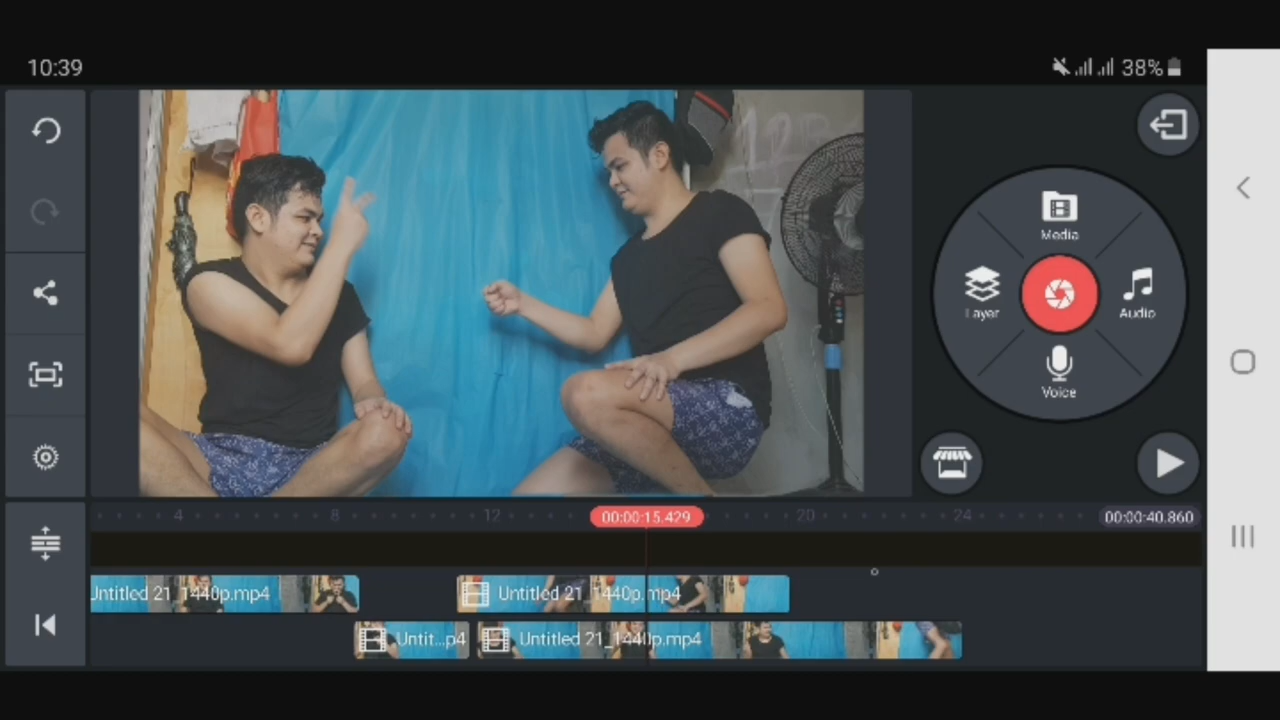 10:39
38%
Media
Layer
Audio
Voice
4
8
12
00:00:15.429
20
24
00:00:40.860
Untitled 21_1440p.mp4
Untitled 21_1440p.mp4
Untit...p4
Untitled 21_1440p.mp4